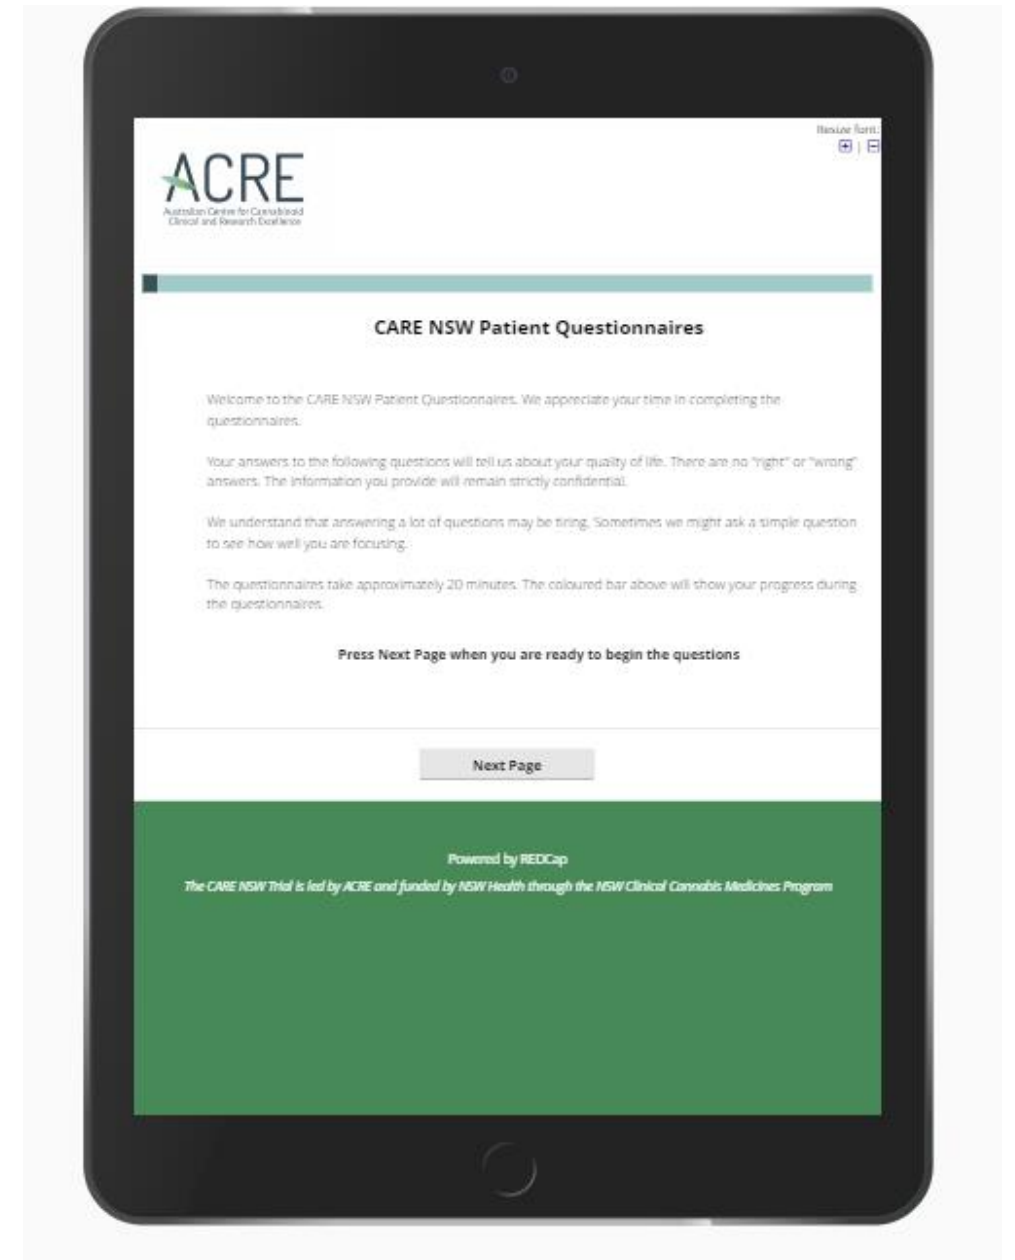 Resize font:
+ | −
ACRE
Australian Centre for Cannabinoid
Clinical and Research Excellence
CARE NSW Patient Questionnaires
Welcome to the CARE NSW Patient Questionnaires. We appreciate your time in completing the
questionnaires.
Your answers to the following questions will tell us about your quality of life. There are no "right" or "wrong"
answers. The information you provide will remain strictly confidential.
We understand that answering a lot of questions may be tiring. Sometimes we might ask a simple question
to see how well you are focusing.
The questionnaires take approximately 20 minutes. The coloured bar above will show your progress during
the questionnaires.
Press Next Page when you are ready to begin the questions
Next Page
Powered by REDCap
The CARE NSW Trial is led by ACRE and funded by NSW Health through the NSW Clinical Cannabis Medicines Program